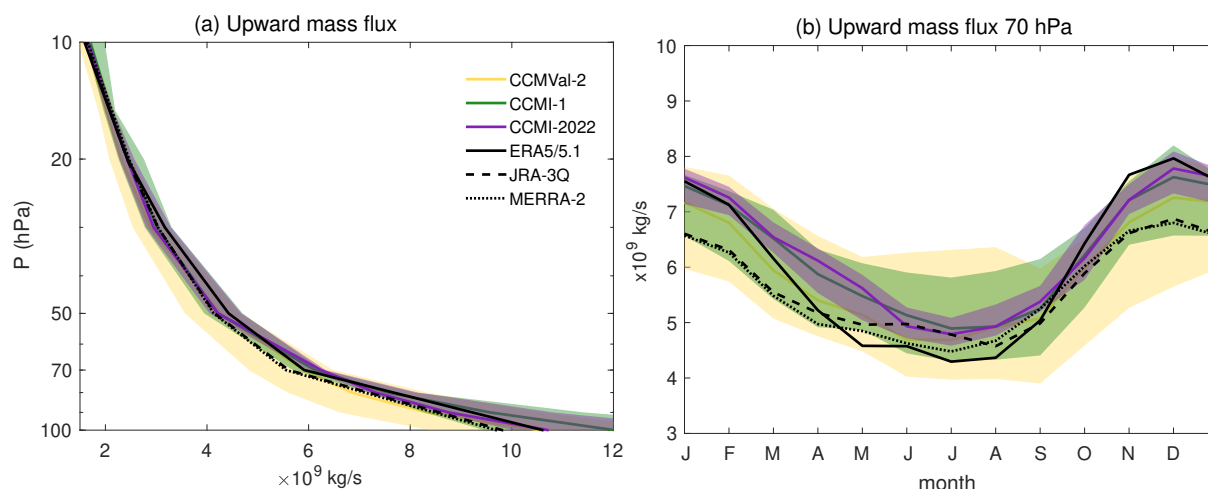 (a) Upward mass flux
10
20
50
70
100
P (hPa)
2
4
6
8
10
12
×10⁹ kg/s
CCMVal-2
CCMI-1
CCMI-2022
ERA5/5.1
JRA-3Q
MERRA-2
(b) Upward mass flux 70 hPa
10
9
8
7
6
5
4
3
x10⁹ kg/s
J F M A M J J A S O N D
month